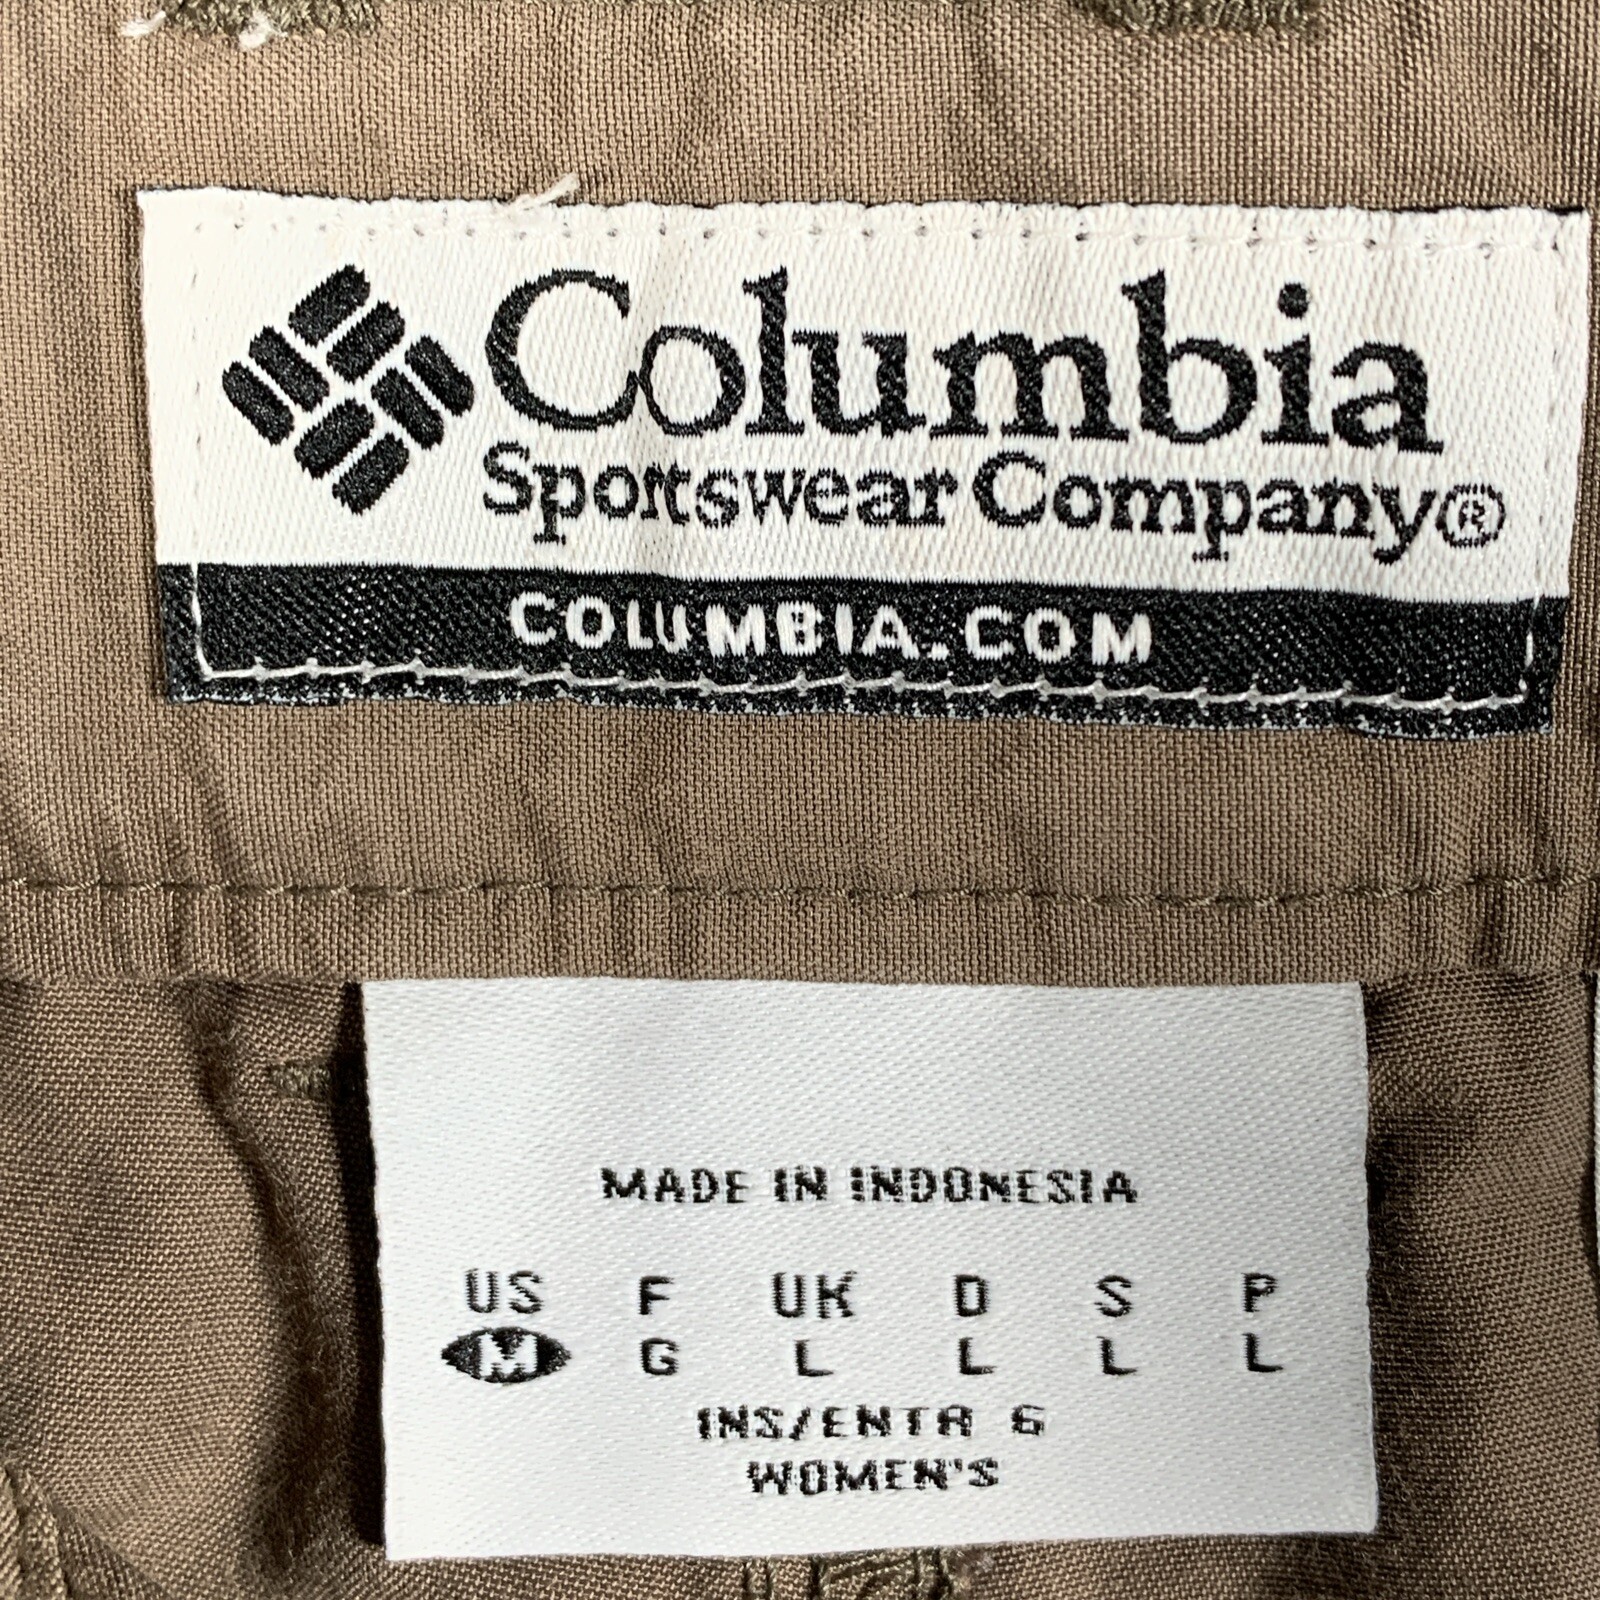 Columbia
Sportswear Company®
COLUMBIA.COM
MADE IN INDONESIA
US F UK D S P
M G L L L L
INS/ENTR 6
WOMEN'S